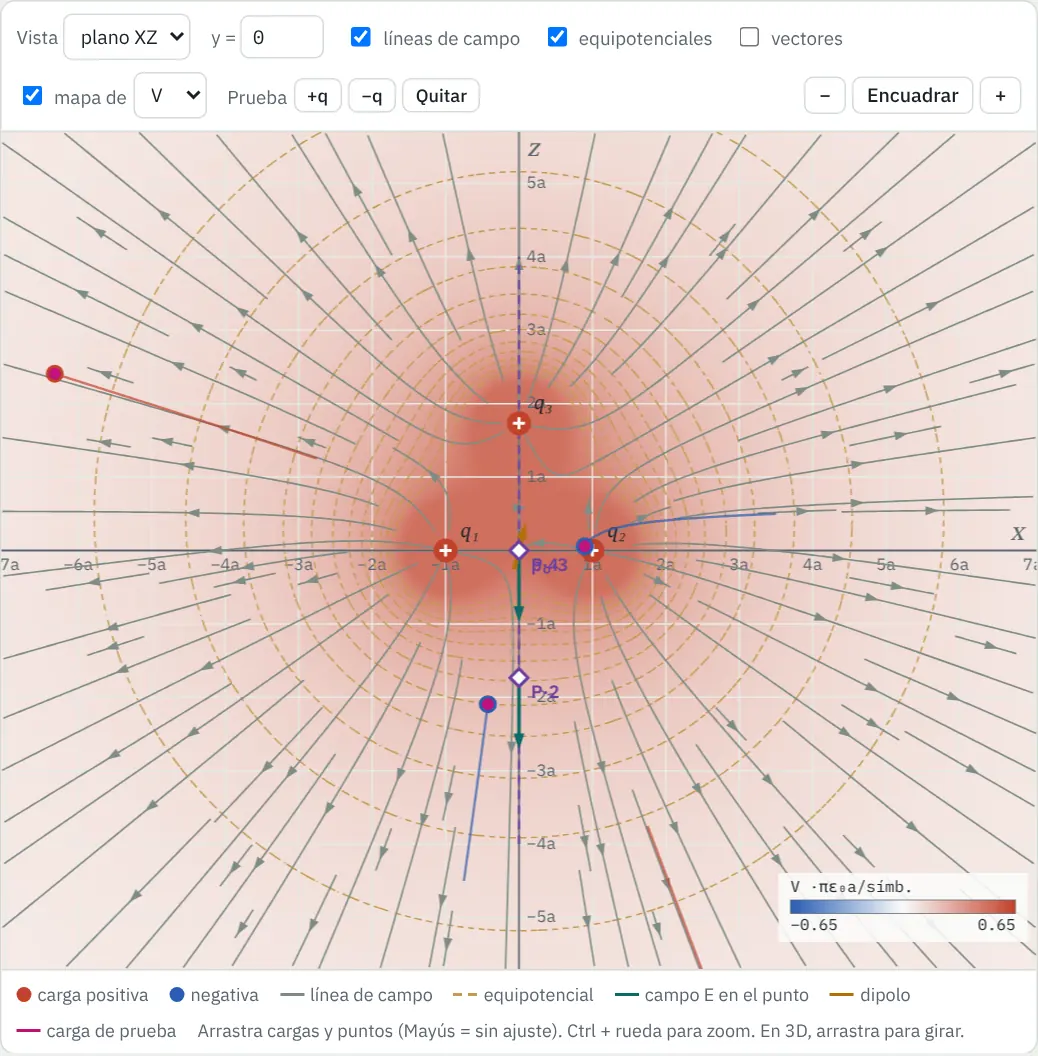 Vista plano XZ y = 0 líneas de campo equipotenciales vectores
mapa de V Prueba +q −q Quitar − Encuadrar +
z
5a
4a
3a
q₃
1a
q₁ q₂
x
7a −6a −5a −4a −3a −2a −1a 1a 2a 3a 4a 5a 6a 7a
−1a
−2a
−3a
−4a
−5a
V ·πε₀a/símb.
−0.65 0.65
carga positiva negativa línea de campo equipotencial campo E en el punto dipolo
carga de prueba Arrastra cargas y puntos (Mayús = sin ajuste). Ctrl + rueda para zoom. En 3D, arrastra para girar.